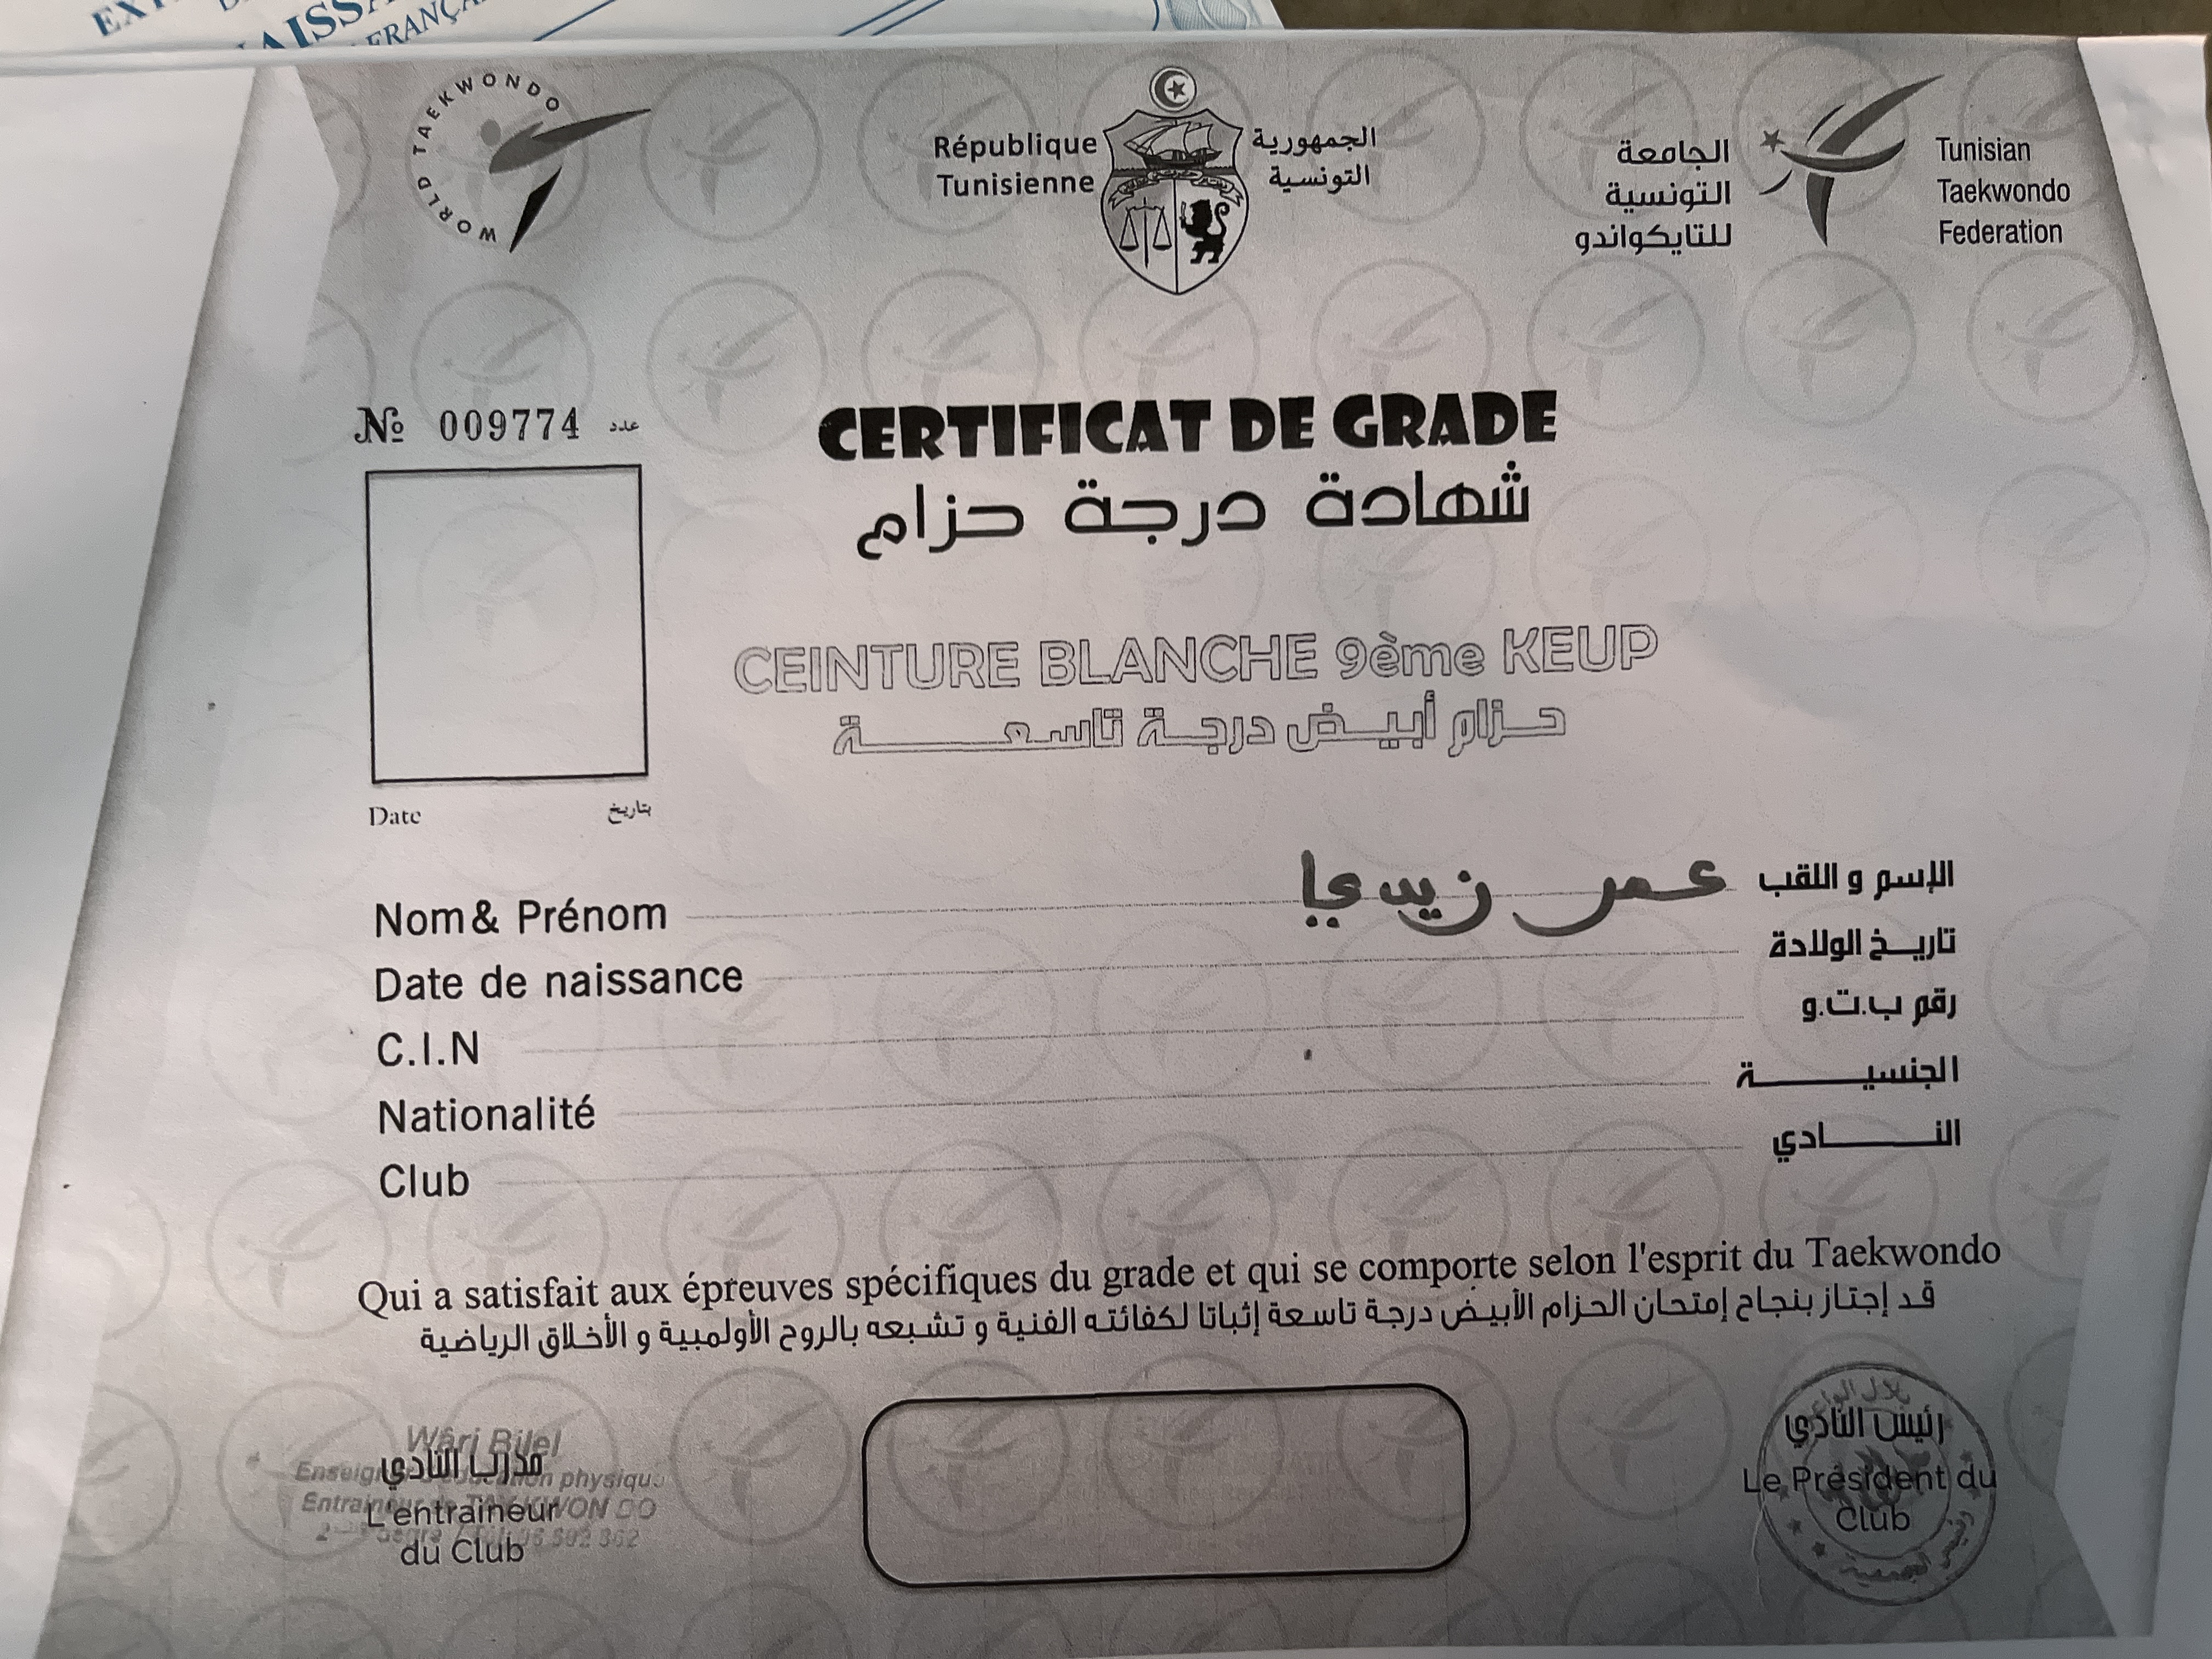 WORLD TAEKWONDO
République
Tunisienne
الجمهورية
التونسية
الجامعة
التونسية
للتايكواندو
Tunisian
Taekwondo
Federation
№ 009774 عدد
CERTIFICAT DE GRADE
شهادة درجة حزام
CEINTURE BLANCHE 9ème KEUP
حزام أبيض درجة تاسعة
Date بتاريخ
Nom& Prénom عمر الإسم و اللقب
Date de naissance تاريخ الولادة
C.I.N رقم ب.ت.و
Nationalité الجنسية
Club النادي
Qui a satisfait aux épreuves spécifiques du grade et qui se comporte selon l'esprit du Taekwondo
قد إجتاز بنجاح إمتحان الحزام الأبيض درجة تاسعة إثباتا لكفائته الفنية و تشبعه بالروح الأولمبية و الأخلاق الرياضية
Wâri Bilel
مدرب النادي
L'entraineur
du Club
رئيس النادي
Le Président du
Club